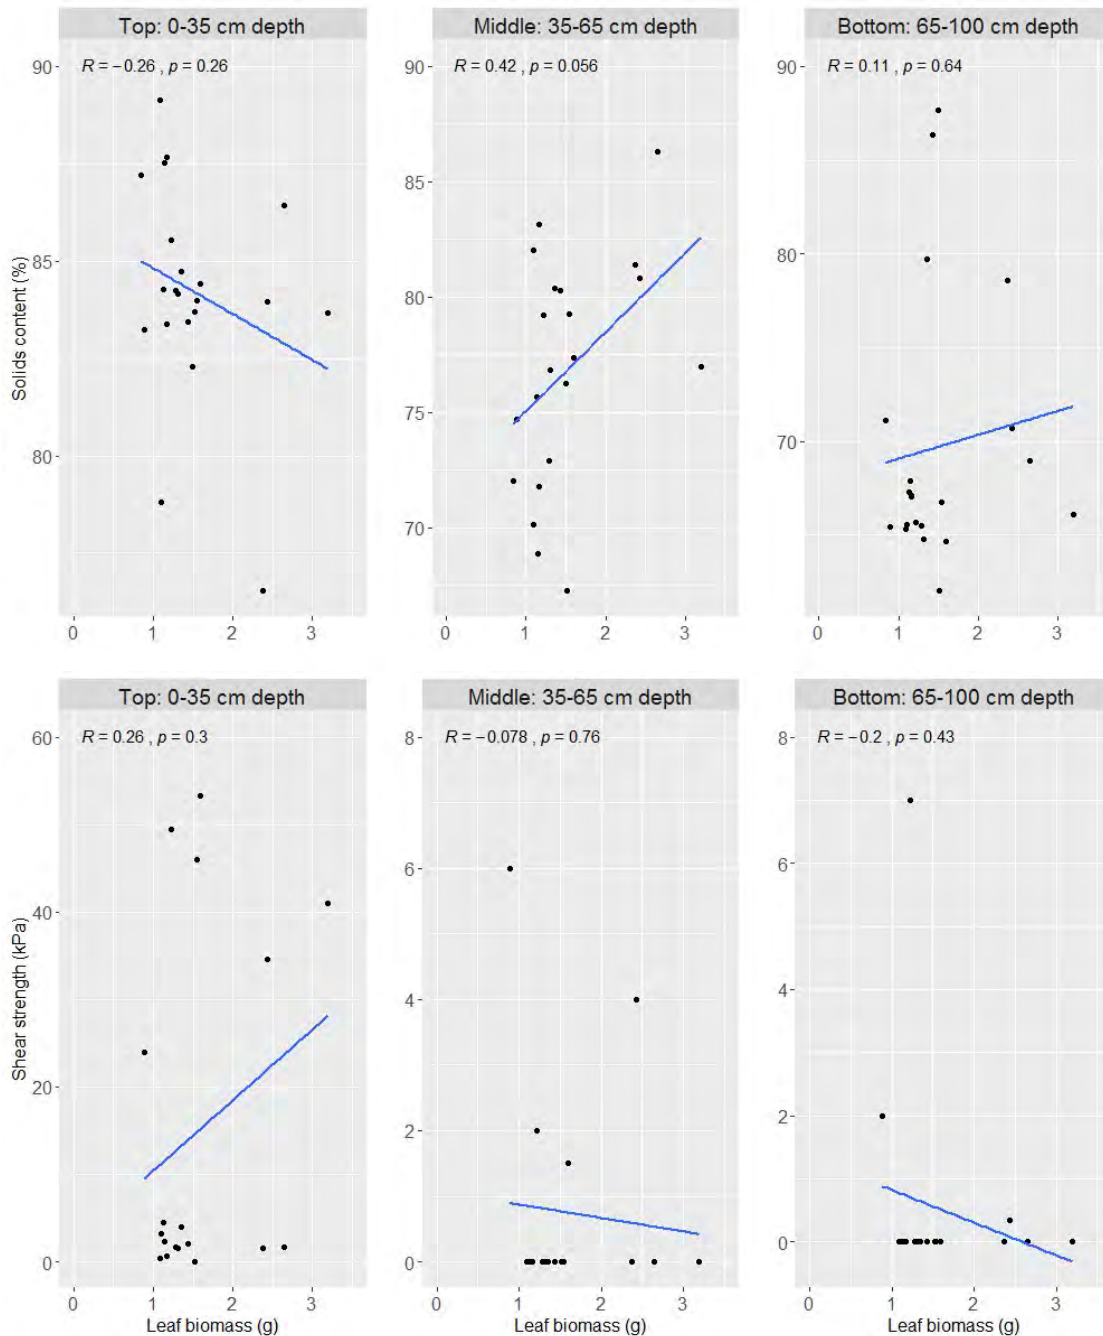 Top: 0-35 cm depth
Middle: 35-65 cm depth
Bottom: 65-100 cm depth
R = −0.26 , p = 0.26
R = 0.42 , p = 0.056
R = 0.11 , p = 0.64
Solids content (%)
90
85
80
90
85
80
75
70
90
80
70
0 1 2 3
0 1 2 3
0 1 2 3
Top: 0-35 cm depth
Middle: 35-65 cm depth
Bottom: 65-100 cm depth
R = 0.26 , p = 0.3
R = −0.078 , p = 0.76
R = −0.2 , p = 0.43
Shear strength (kPa)
60
40
20
0
8
6
4
2
0
8
6
4
2
0
0 1 2 3
0 1 2 3
0 1 2 3
Leaf biomass (g)
Leaf biomass (g)
Leaf biomass (g)